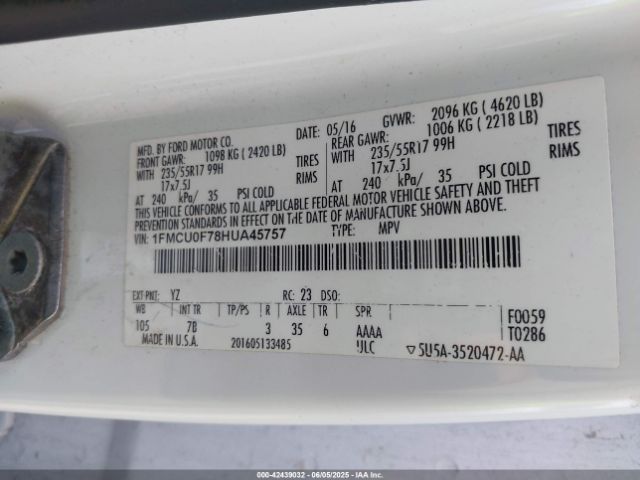 MFD. BY FORD MOTOR CO.
DATE: 05/16 GVWR: 2096 KG ( 4620 LB)
FRONT GAWR: 1098 KG ( 2420 LB) REAR GAWR: 1006 KG ( 2218 LB)
WITH 235/55R17 99H TIRES WITH 235/55R17 99H TIRES
17x7.5J RIMS 17x7.5J RIMS
AT 240 kPa/ 35 PSI COLD AT 240 kPa/ 35 PSI COLD
THIS VEHICLE CONFORMS TO ALL APPLICABLE FEDERAL MOTOR VEHICLE SAFETY AND THEFT
PREVENTION STANDARDS IN EFFECT ON THE DATE OF MANUFACTURE SHOWN ABOVE.
VIN: 1FMCU0F78HUA45757 TYPE: MPV
EXT PNT: YZ RC: 23 DSO:
WB INT TR TP/PS R AXLE TR SPR F0059
105 7B 3 35 6 AAAA T0286
MADE IN U.S.A. 201605133485 ULC ▽5U5A-3520472-AA
000-42439032 - 06/05/2025 - IAA Inc.